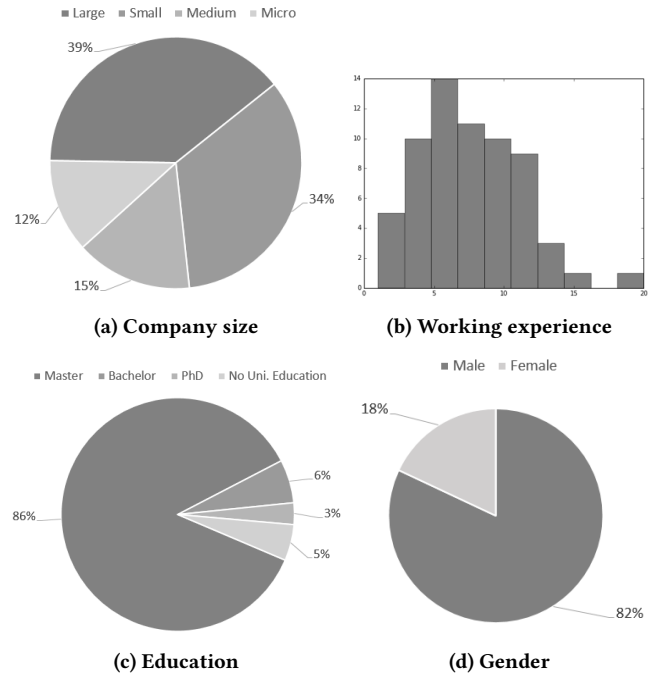 Large Small Medium Micro
39%
34%
12%
15%
(a) Company size
14
12
10
8
6
4
2
0
0 5 10 15 20
(b) Working experience
Master Bachelor PhD No Uni. Education
6%
86%
3%
5%
(c) Education
Male Female
18%
82%
(d) Gender